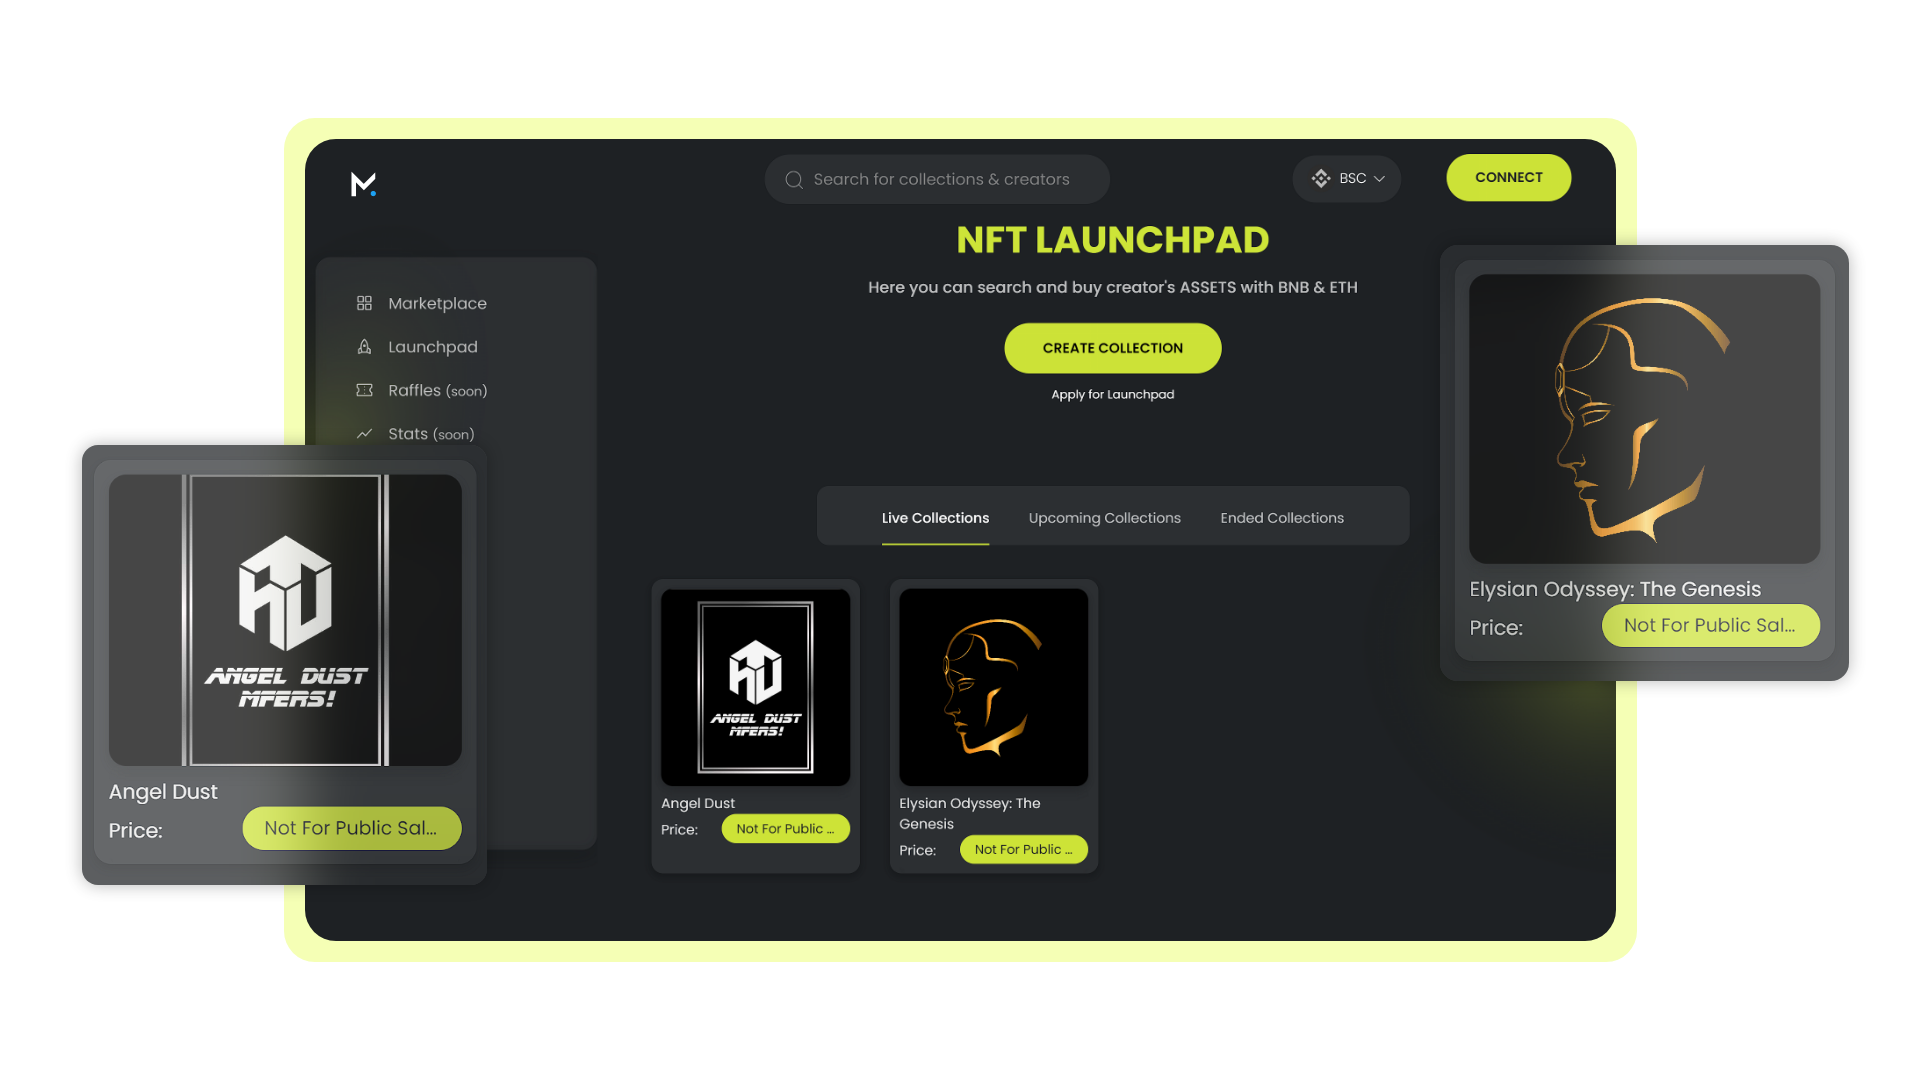 Search for collections & creators
BSC
CONNECT
NFT LAUNCHPAD
Here you can search and buy creator's ASSETS with BNB & ETH
CREATE COLLECTION
Apply for Launchpad
Marketplace
Launchpad
Raffles (soon)
Stats (soon)
Live Collections
Upcoming Collections
Ended Collections
ANGEL DUST
MFERS!
Angel Dust
Price:
Not For Public Sal...
ANGEL DUST
MFERS!
Angel Dust
Price:
Not For Public ...
Elysian Odyssey: The
Genesis
Price:
Not For Public ...
Elysian Odyssey: The Genesis
Price:
Not For Public Sal...